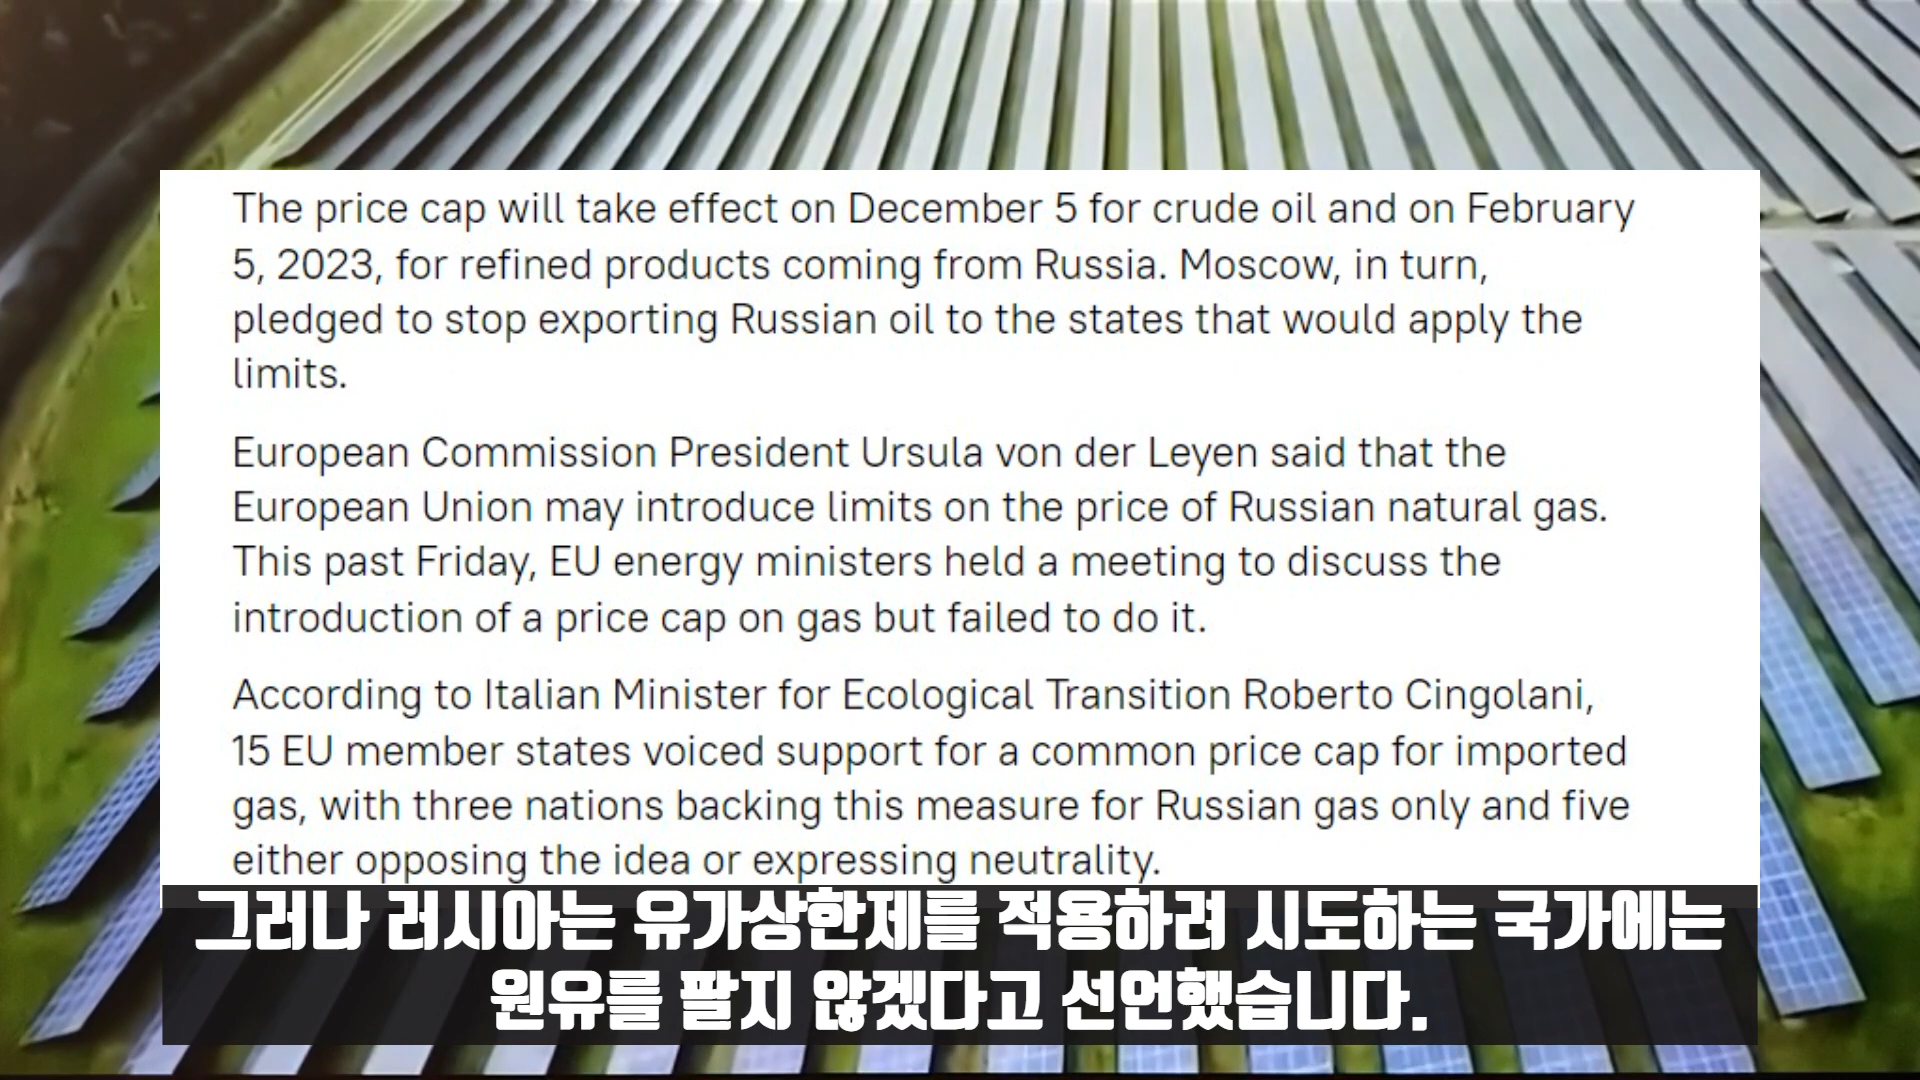 The price cap will take effect on December 5 for crude oil and on February
5, 2023, for refined products coming from Russia. Moscow, in turn,
pledged to stop exporting Russian oil to the states that would apply the
limits.
European Commission President Ursula von der Leyen said that the
European Union may introduce limits on the price of Russian natural gas.
This past Friday, EU energy ministers held a meeting to discuss the
introduction of a price cap on gas but failed to do it.
According to Italian Minister for Ecological Transition Roberto Cingolani,
15 EU member states voiced support for a common price cap for imported
gas, with three nations backing this measure for Russian gas only and five
either opposing the idea or expressing neutrality.
그러나 러시아는 유가상한제를 적용하려 시도하는 국가에는
원유를 팔지 않겠다고 선언했습니다.